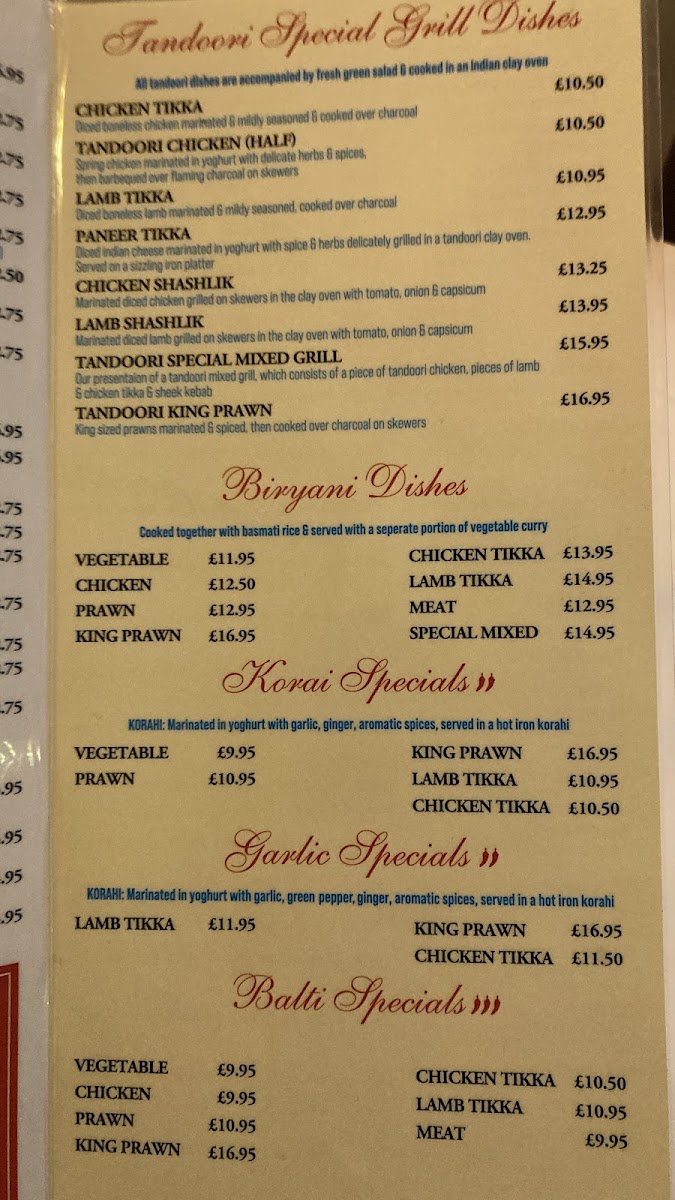 Tandoori Special Grill Dishes
All tandoori dishes are accompanied by fresh green salad & cooked in an Indian clay oven
CHICKEN TIKKA £10.50
Diced boneless chicken marinated & mildly seasoned & cooked over charcoal
TANDOORI CHICKEN (HALF) £10.50
Spring chicken marinated in yoghurt with delicate herbs & spices,
then barbequed over flaming charcoal on skewers
LAMB TIKKA £10.95
Diced boneless lamb marinated & mildly seasoned, cooked over charcoal
PANEER TIKKA £12.95
Diced indian cheese marinated in yoghurt with spice & herbs delicately grilled in a tandoori clay oven.
Served on a sizzling iron platter
CHICKEN SHASHLIK £13.25
Marinated diced chicken grilled on skewers in the clay oven with tomato, onion & capsicum
LAMB SHASHLIK £13.95
Marinated diced lamb grilled on skewers in the clay oven with tomato, onion & capsicum
TANDOORI SPECIAL MIXED GRILL £15.95
Our presentaion of a tandoori mixed grill, which consists of a piece of tandoori chicken, pieces of lamb
& chicken tikka & sheek kebab
TANDOORI KING PRAWN £16.95
King sized prawns marinated & spiced, then cooked over charcoal on skewers
Biryani Dishes
Cooked together with basmati rice & served with a seperate portion of vegetable curry
VEGETABLE £11.95 CHICKEN TIKKA £13.95
CHICKEN £12.50 LAMB TIKKA £14.95
PRAWN £12.95 MEAT £12.95
KING PRAWN £16.95 SPECIAL MIXED £14.95
Korai Specials
KORAHI: Marinated in yoghurt with garlic, ginger, aromatic spices, served in a hot iron korahi
VEGETABLE £9.95 KING PRAWN £16.95
PRAWN £10.95 LAMB TIKKA £10.95
CHICKEN TIKKA £10.50
Garlic Specials
KORAHI: Marinated in yoghurt with garlic, green pepper, ginger, aromatic spices, served in a hot iron korahi
LAMB TIKKA £11.95 KING PRAWN £16.95
CHICKEN TIKKA £11.50
Balti Specials
VEGETABLE £9.95 CHICKEN TIKKA £10.50
CHICKEN £9.95 LAMB TIKKA £10.95
PRAWN £10.95 MEAT £9.95
KING PRAWN £16.95